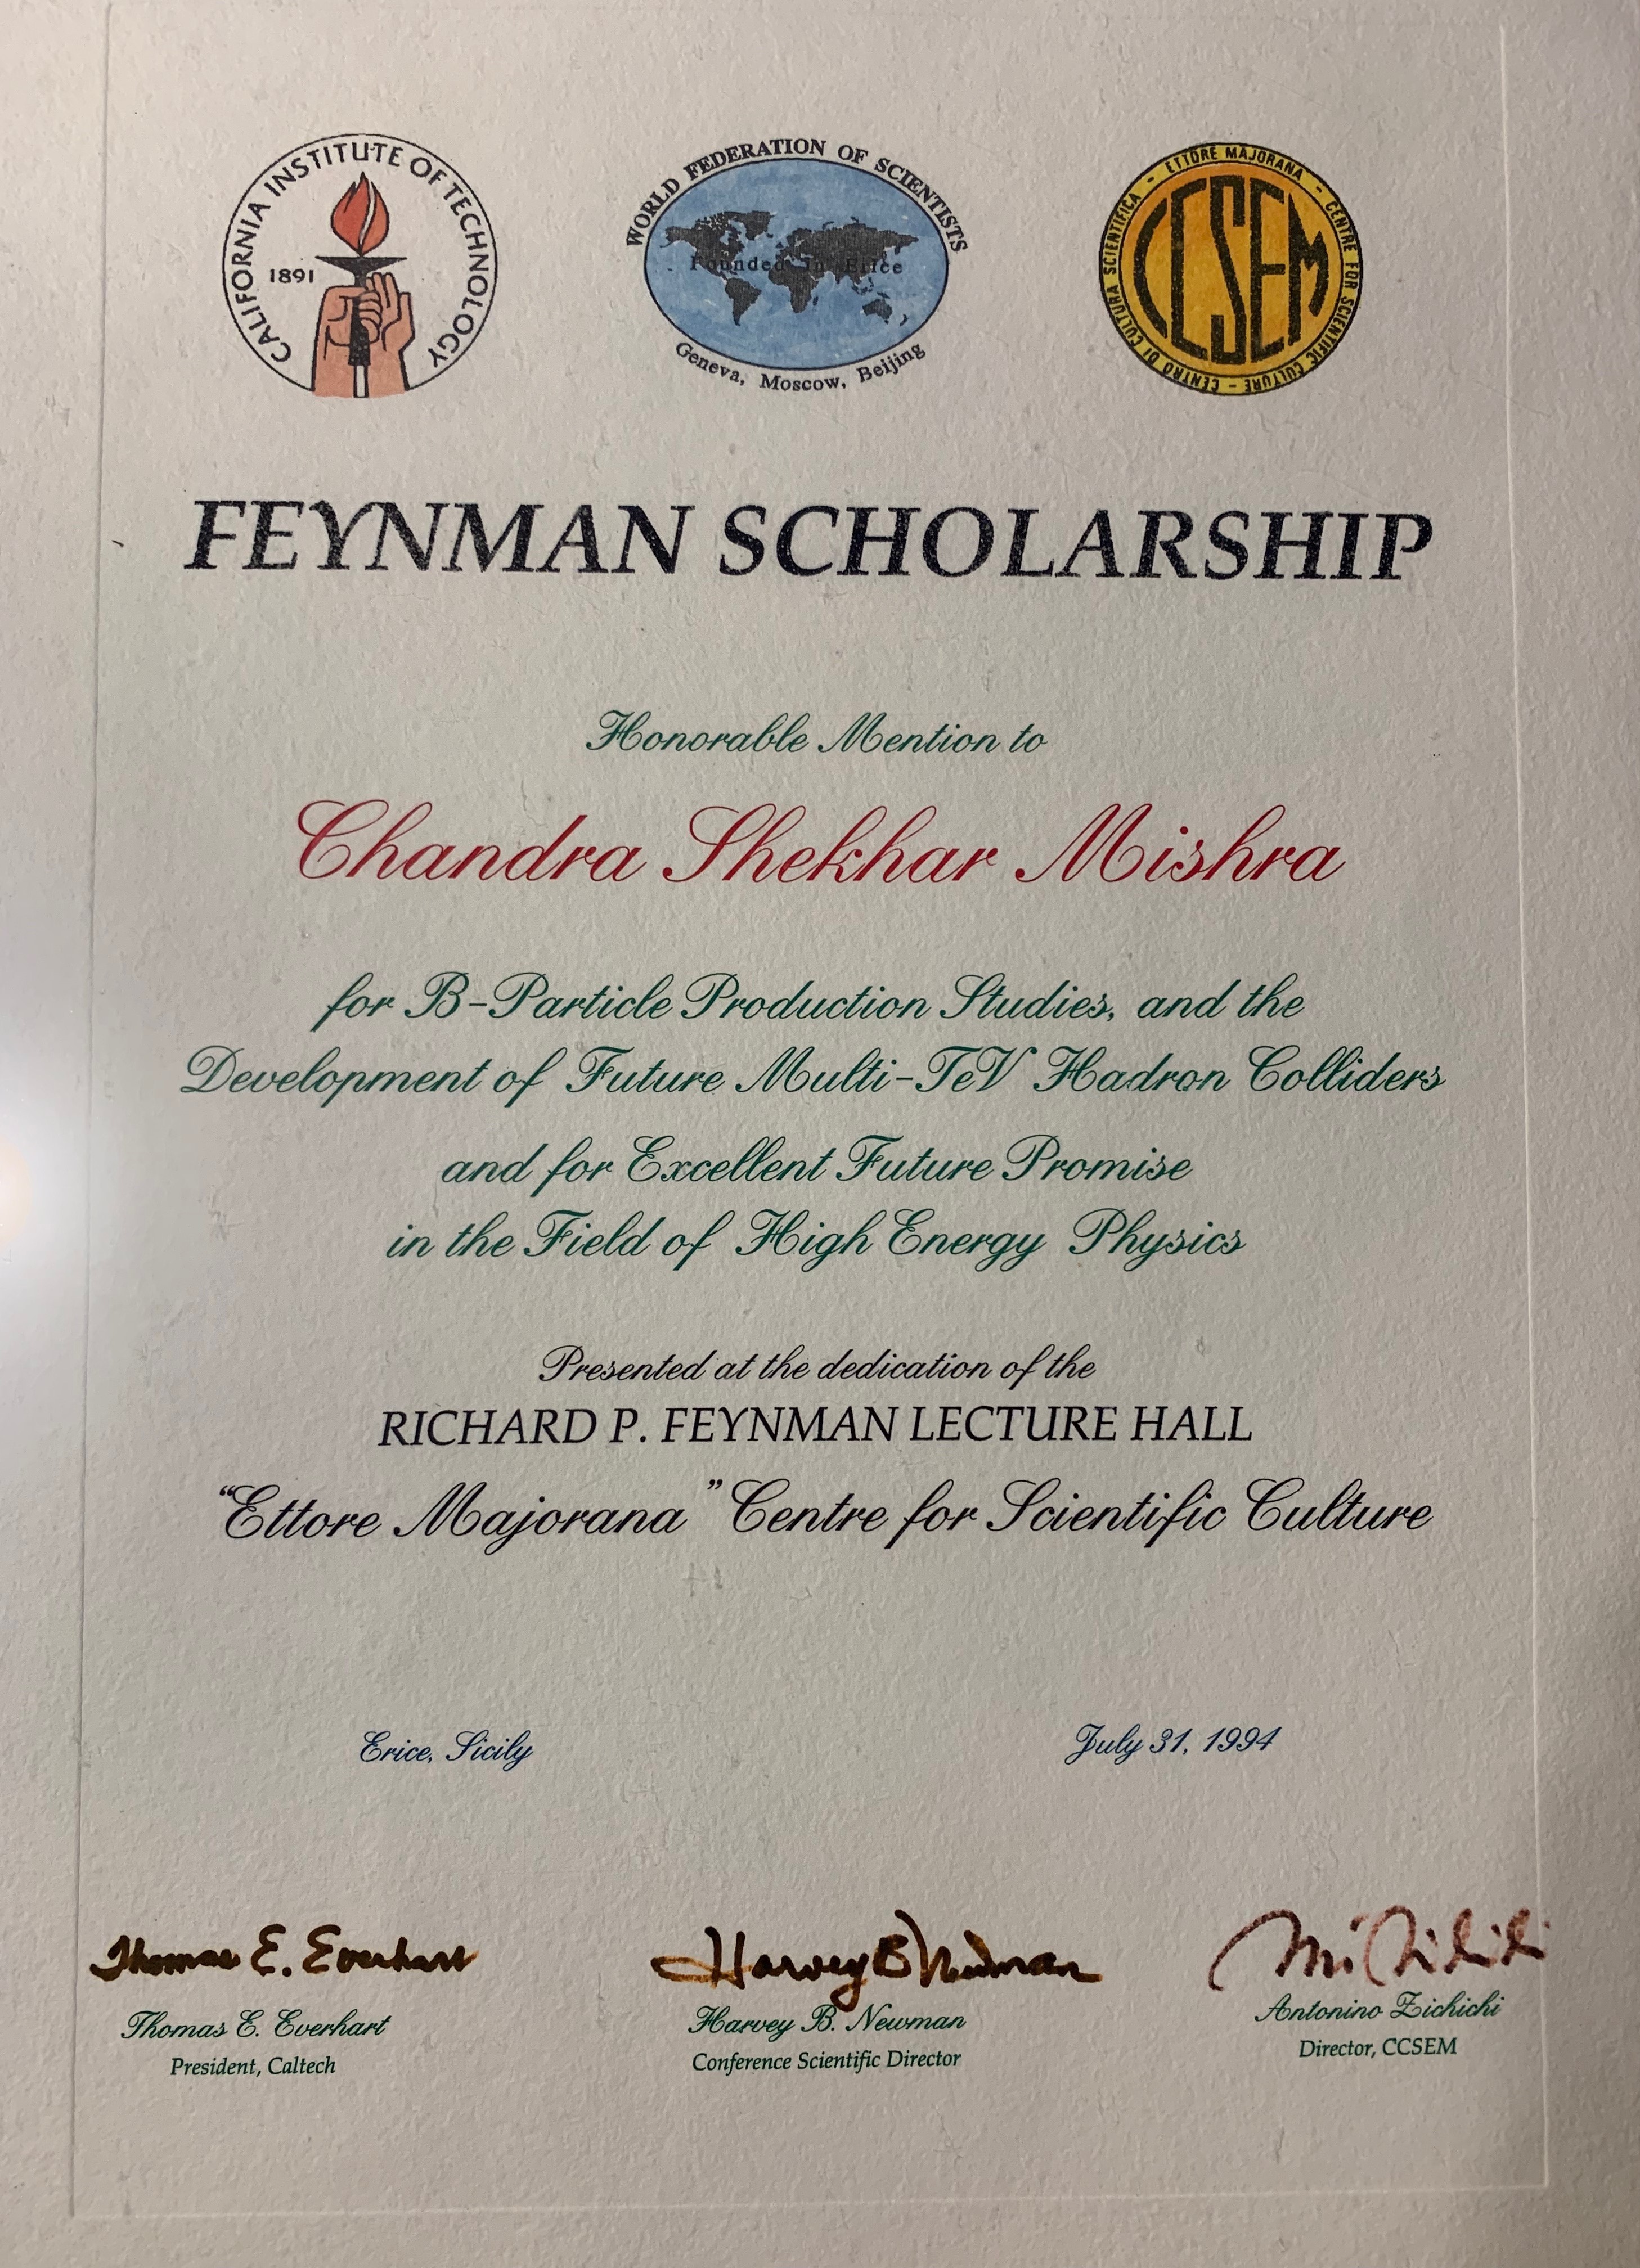 CALIFORNIA INSTITUTE OF TECHNOLOGY
1891
WORLD FEDERATION OF SCIENTISTS
Founded in Erice
Geneva, Moscow, Beijing
ETTORE MAJORANA - CENTRE FOR SCIENTIFIC CULTURE - CENTRO DI CULTURA SCIENTIFICA -
CCSEM
FEYNMAN SCHOLARSHIP
Honorable Mention to
Chandra Shekhar Mishra
for B-Particle Production Studies, and the
Development of Future Multi-TeV Hadron Colliders
and for Excellent Future Promise
in the Field of High Energy Physics
Presented at the dedication of the
RICHARD P. FEYNMAN LECTURE HALL
“Ettore Majorana” Centre for Scientific Culture
Erice, Sicily
July 31, 1994
Thomas E. Everhart
Harvey B Newman
Thomas E. Everhart
Harvey B. Newman
Antonino Zichichi
President, Caltech
Conference Scientific Director
Director, CCSEM